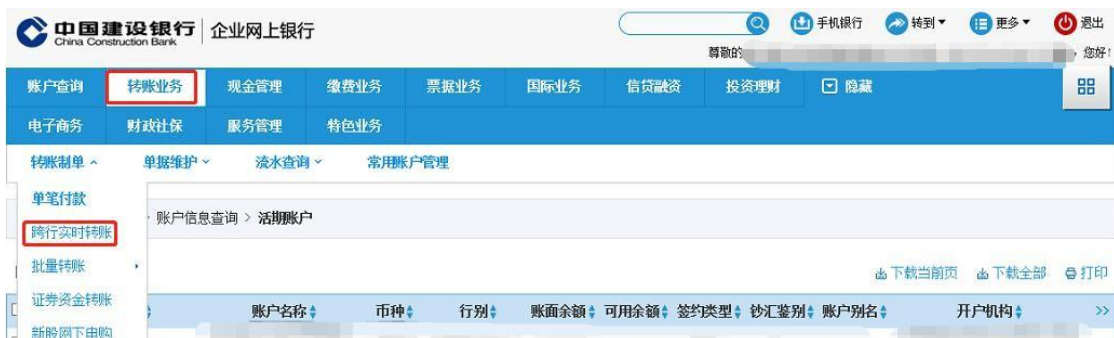 中国建设银行 企业网上银行 手机银行 转到 更多 退出
China Construction Bank
尊敬的 您好!
账户查询 转账业务 现金管理 缴费业务 票据业务 国际业务 信贷融资 投资理财 隐藏
电子商务 财政社保 服务管理 特色业务
转账制单 单据维护 流水查询 常用账户管理
单笔付款
账户信息查询 > 活期账户
跨行实时转账
批量转账 下载当前页 下载全部 打印
证券资金转账
账户名称 币种 行别 账面余额 可用余额 签约类型 钞汇鉴别 账户别名 开户机构 >>
新股网下申购